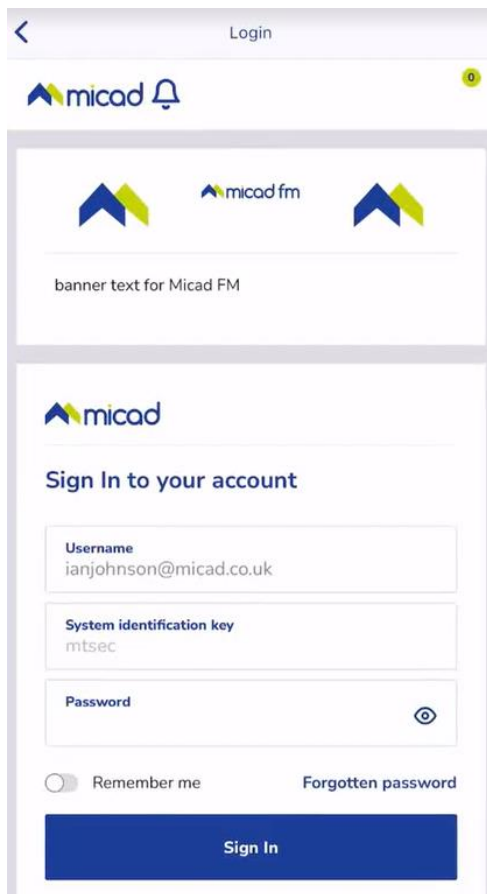 Login
micad
0
micad fm
banner text for Micad FM
micad
Sign In to your account
Username
ianjohnson@micad.co.uk
System identification key
mtsec
Password
Remember me Forgotten password
Sign In